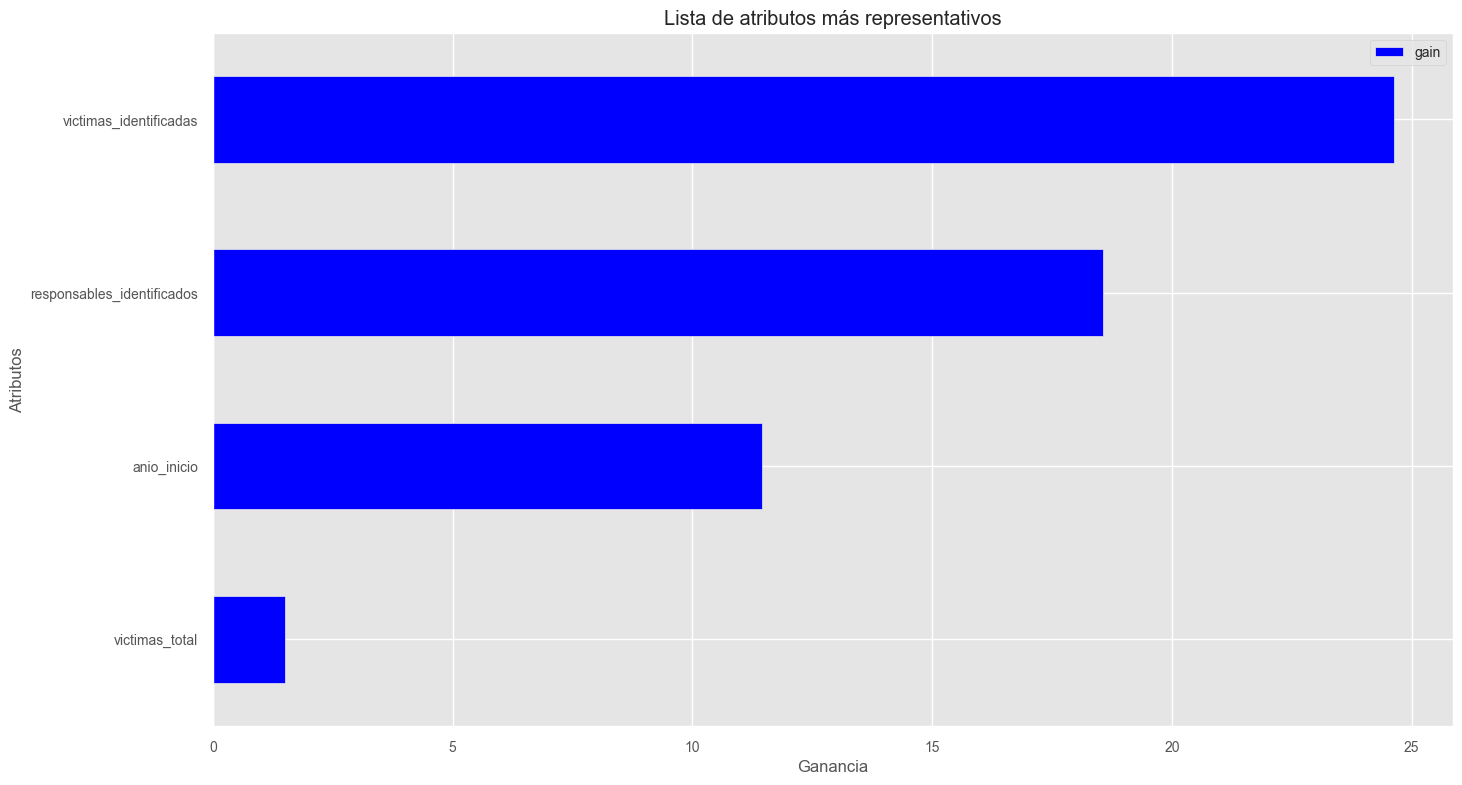 Lista de atributos más representativos
gain
victimas_identificadas
responsables_identificados
anio_inicio
victimas_total
Atributos
0 5 10 15 20 25
Ganancia